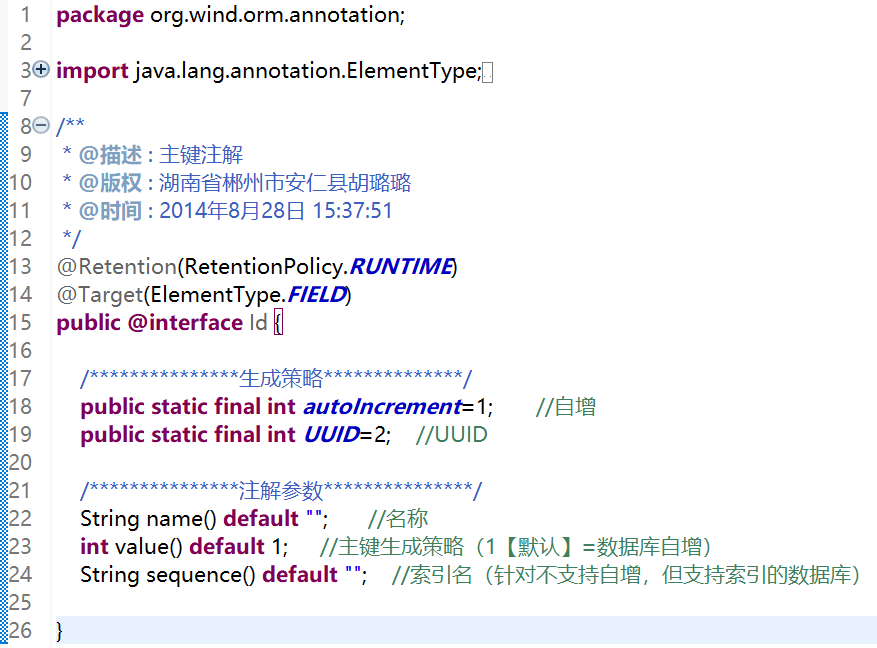 1 package org.wind.orm.annotation;
2
3 import java.lang.annotation.ElementType;
7
8 /**
9 * @描述 : 主键注解
10 * @版权 : 湖南省郴州市安仁县胡璐璐
11 * @时间 : 2014年8月28日 15:37:51
12 */
13 @Retention(RetentionPolicy.RUNTIME)
14 @Target(ElementType.FIELD)
15 public @interface Id {
16
17 /***************生成策略**************/
18 public static final int autoIncrement=1; //自增
19 public static final int UUID=2; //UUID
20
21 /***************注解参数***************/
22 String name() default ""; //名称
23 int value() default 1; //主键生成策略（1【默认】=数据库自增）
24 String sequence() default ""; //索引名（针对不支持自增，但支持索引的数据库）
25
26 }